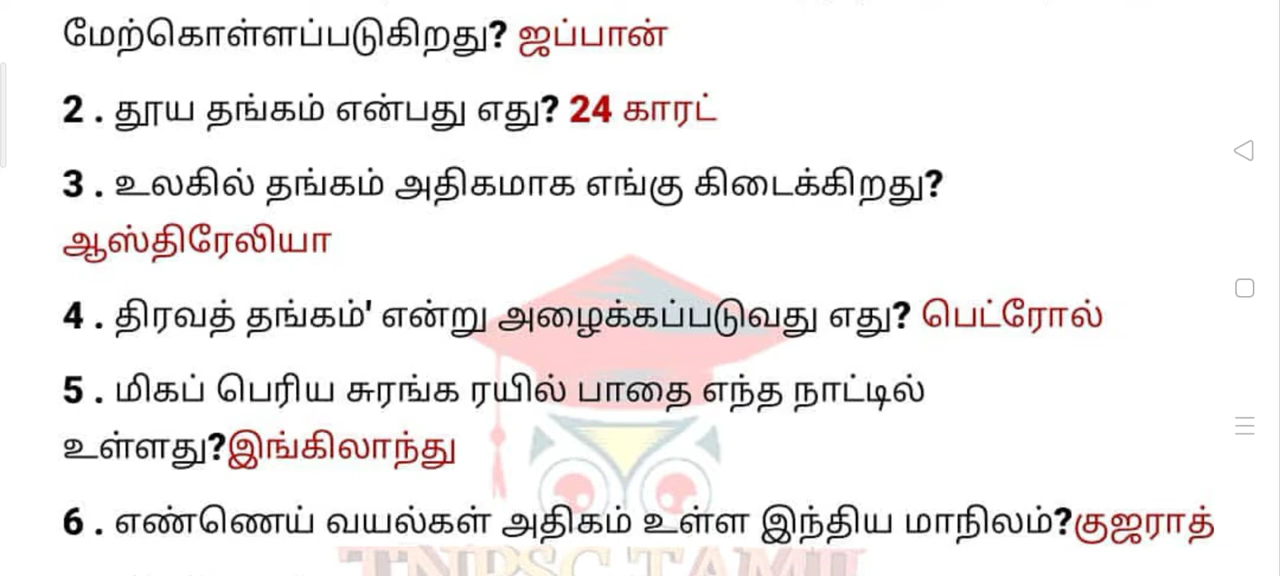 மேற்கொள்ளப்படுகிறது? ஜப்பான்
2 . தூய தங்கம் என்பது எது? 24 காரட்
3 . உலகில் தங்கம் அதிகமாக எங்கு கிடைக்கிறது?
ஆஸ்திரேலியா
4 . திரவத் தங்கம்' என்று அழைக்கப்படுவது எது? பெட்ரோல்
5 . மிகப் பெரிய சுரங்க ரயில் பாதை எந்த நாட்டில்
உள்ளது?இங்கிலாந்து
6 . எண்ணெய் வயல்கள் அதிகம் உள்ள இந்திய மாநிலம்?குஜராத்
TNPSC TAMIL